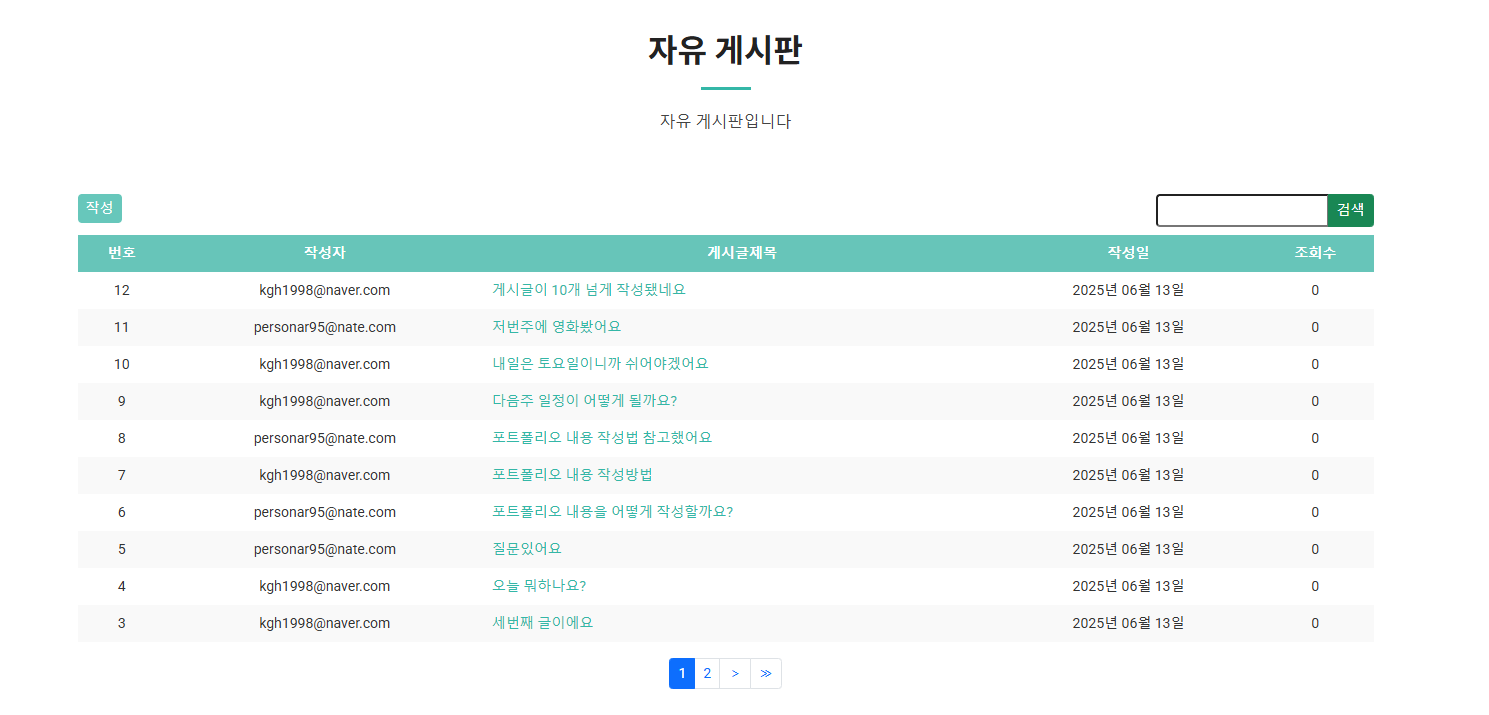 자유 게시판
자유 게시판입니다
작성 검색
번호 작성자 게시글제목 작성일 조회수
12 kgh1998@naver.com 게시글이 10개 넘게 작성됐네요 2025년 06월 13일 0
11 personar95@nate.com 저번주에 영화봤어요 2025년 06월 13일 0
10 kgh1998@naver.com 내일은 토요일이니까 쉬어야겠어요 2025년 06월 13일 0
9 kgh1998@naver.com 다음주 일정이 어떻게 될까요? 2025년 06월 13일 0
8 personar95@nate.com 포트폴리오 내용 작성법 참고했어요 2025년 06월 13일 0
7 kgh1998@naver.com 포트폴리오 내용 작성방법 2025년 06월 13일 0
6 personar95@nate.com 포트폴리오 내용을 어떻게 작성할까요? 2025년 06월 13일 0
5 personar95@nate.com 질문있어요 2025년 06월 13일 0
4 kgh1998@naver.com 오늘 뭐하나요? 2025년 06월 13일 0
3 kgh1998@naver.com 세번째 글이에요 2025년 06월 13일 0
1 2 > ≫